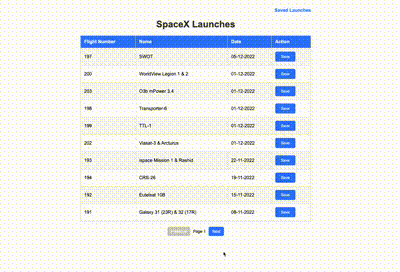 Saved Launches
SpaceX Launches
Flight Number Name Date Action
197 SWOT 05-12-2022 Save
200 WorldView Legion 1 & 2 01-12-2022 Save
203 O3b mPower 3.4 01-12-2022 Save
198 Transporter-6 01-12-2022 Save
199 TTL-1 01-12-2022 Save
202 Viasat-3 & Arcturus 01-12-2022 Save
193 ispace Mission 1 & Rashid 22-11-2022 Save
194 CRS-26 19-11-2022 Save
192 Eutelsat 10B 15-11-2022 Save
191 Galaxy 31 (23R) & 32 (17R) 08-11-2022 Save
Previous Page 1 Next